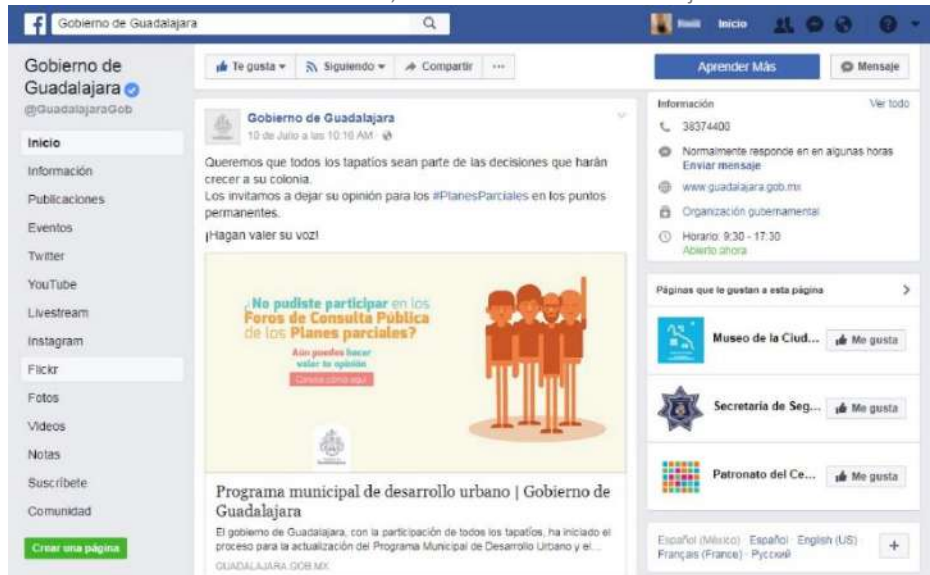 Gobierno de Guadalajara
Inicio
Gobierno de
Guadalajara
@GuadalajaraGob
Inicio
Información
Publicaciones
Eventos
Twitter
YouTube
Livestream
Instagram
Flickr
Fotos
Videos
Notas
Suscríbete
Comunidad
Crear una página
Te gusta
Siguiendo
Compartir
Gobierno de Guadalajara
10 de Julio a las 10:16 AM
Queremos que todos los tapatíos sean parte de las decisiones que harán
crecer a su colonia.
Los invitamos a dejar su opinión para los #PlanesParciales en los puntos
permanentes.
¡Hagan valer su voz!
¿No pudiste participar en los
Foros de Consulta Pública
de los Planes parciales?
Aún puedes hacer
valer tu opinión
Conoce cómo aquí
Guadalajara
Programa municipal de desarrollo urbano | Gobierno de
Guadalajara
El gobierno de Guadalajara, con la participación de todos los tapatíos, ha iniciado el
proceso para la actualización del Programa Municipal de Desarrollo Urbano y el...
GUADALAJARA.GOB.MX
Aprender Más
Mensaje
Información
Ver todo
38374400
Normalmente responde en en algunas horas
Enviar mensaje
www.guadalajara.gob.mx
Organización gubernamental
Horario: 9:30 - 17:30
Abierto ahora
Páginas que le gustan a esta página
Museo de la Ciud...
Me gusta
Secretaría de Seg...
Me gusta
Patronato del Ce...
Me gusta
Español (México) · Español · English (US) ·
Français (France) · Русский